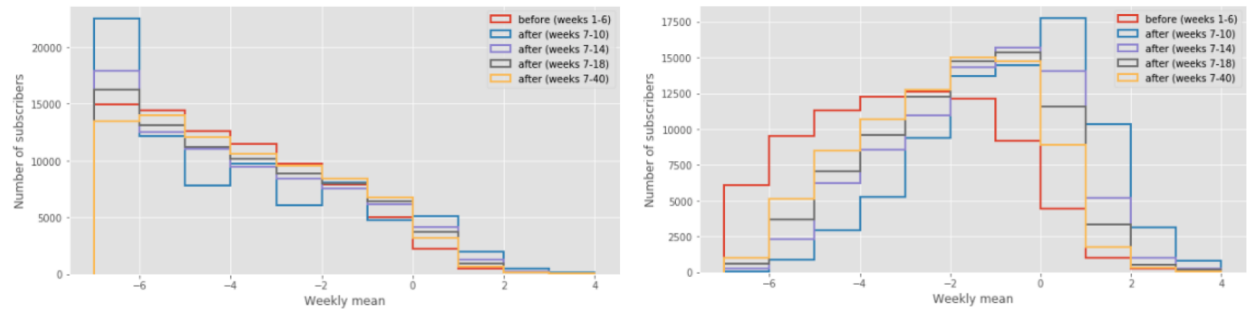 before (weeks 1-6)
after (weeks 7-10)
after (weeks 7-14)
after (weeks 7-18)
after (weeks 7-40)
20000
15000
10000
5000
0
Number of subscribers
−6 −4 −2 0 2 4
Weekly mean
before (weeks 1-6)
after (weeks 7-10)
after (weeks 7-14)
after (weeks 7-18)
after (weeks 7-40)
17500
15000
12500
10000
7500
5000
2500
0
Number of subscribers
−6 −4 −2 0 2 4
Weekly mean